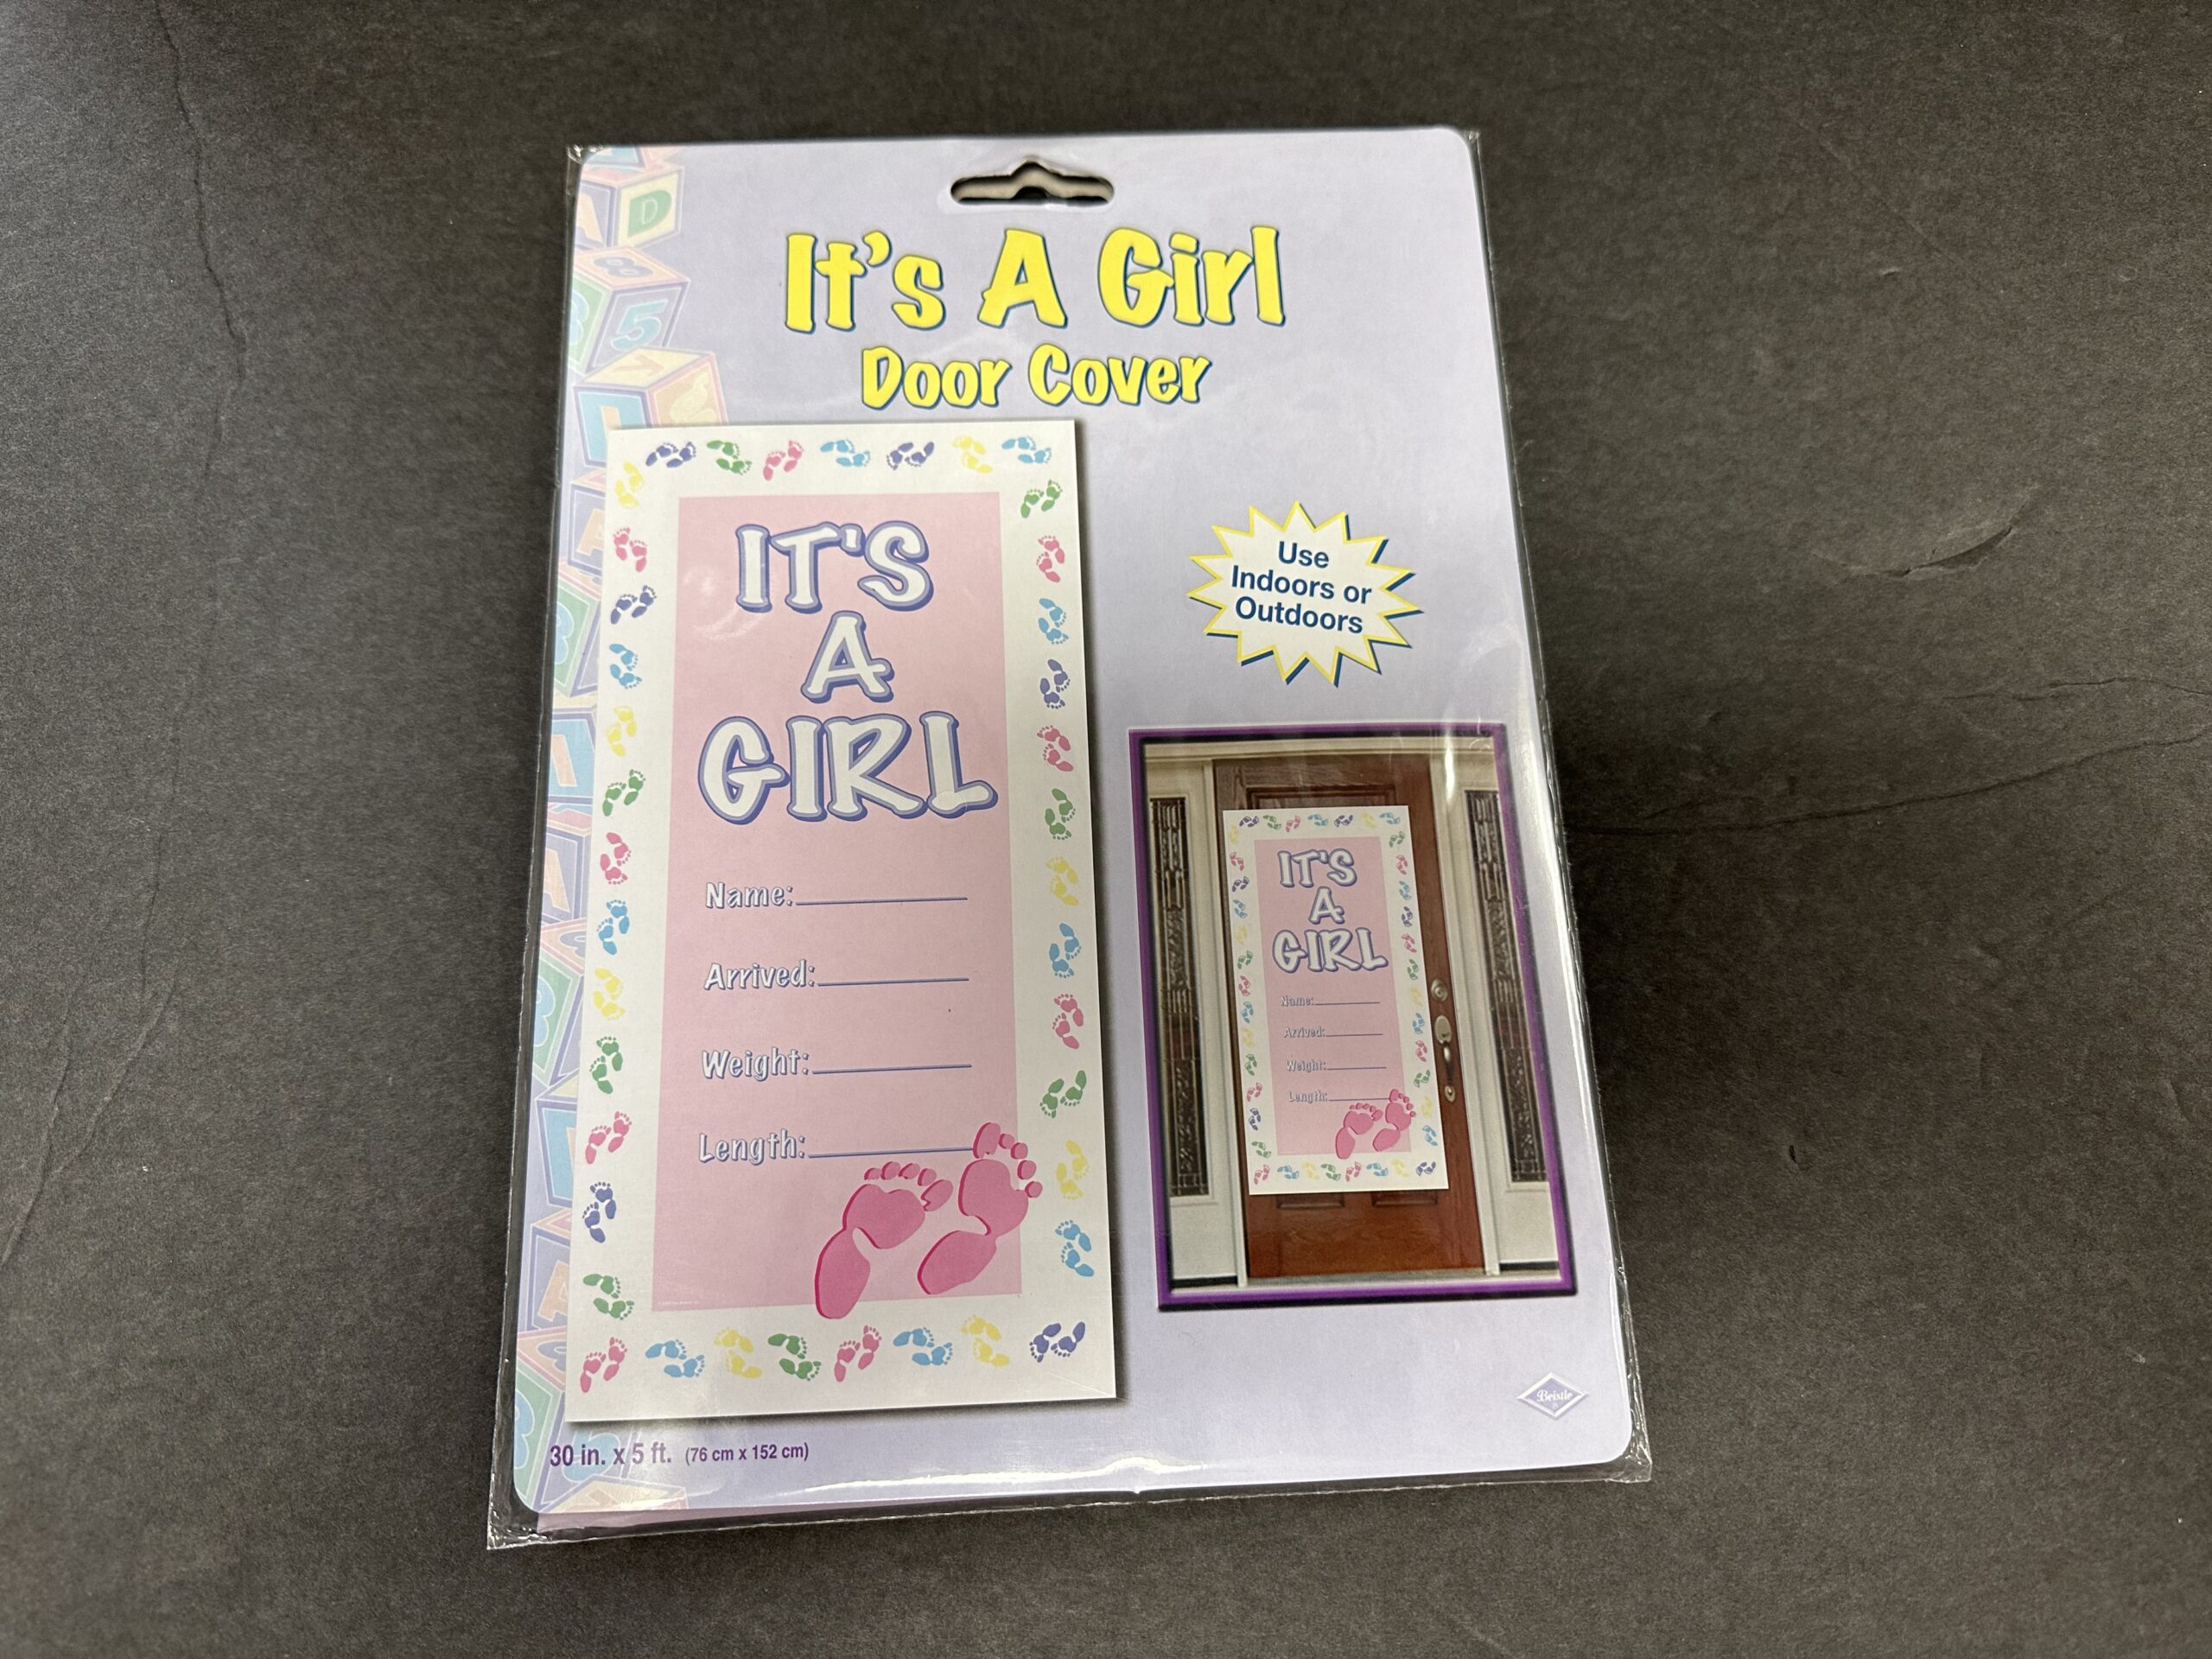 It's A Girl
Door Cover
IT'S
A
GIRL
Name:
Arrived:
Weight:
Length:
Use
Indoors or
Outdoors
IT'S
A
GIRL
Name:
Arrived:
Weight:
Length:
Beistle
30 in. x 5 ft. (76 cm x 152 cm)